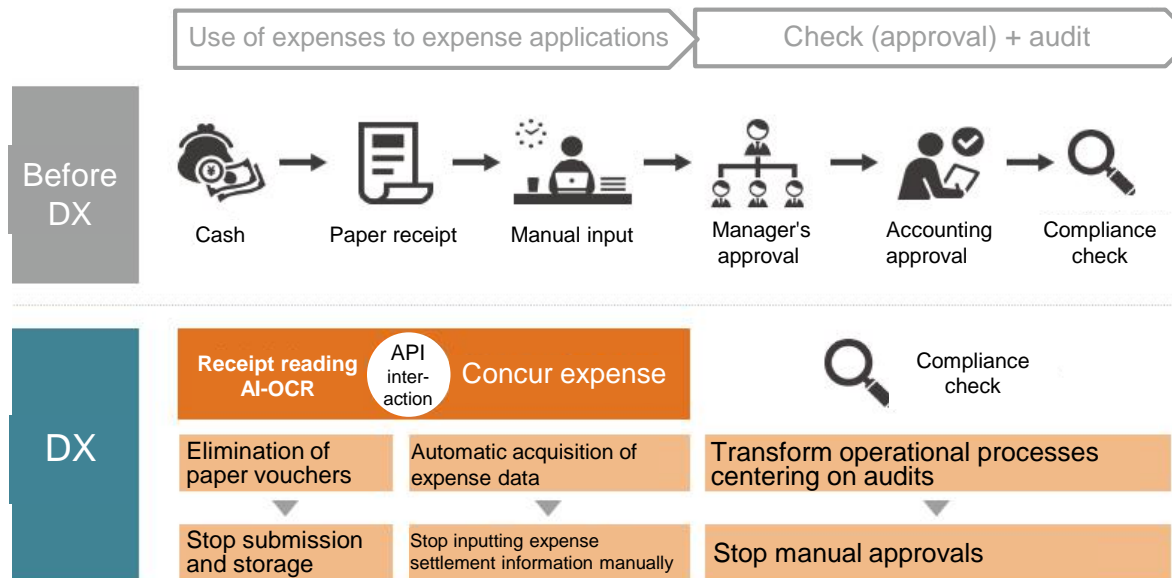 Use of expenses to expense applications
Check (approval) + audit
Before
DX
¥
Cash
Paper receipt
Manual input
Manager's
approval
Accounting
approval
Compliance
check
DX
Receipt reading
AI-OCR
API
inter-
action
Concur expense
Compliance
check
Elimination of
paper vouchers
Automatic acquisition of
expense data
Transform operational processes
centering on audits
Stop submission
and storage
Stop inputting expense
settlement information manually
Stop manual approvals